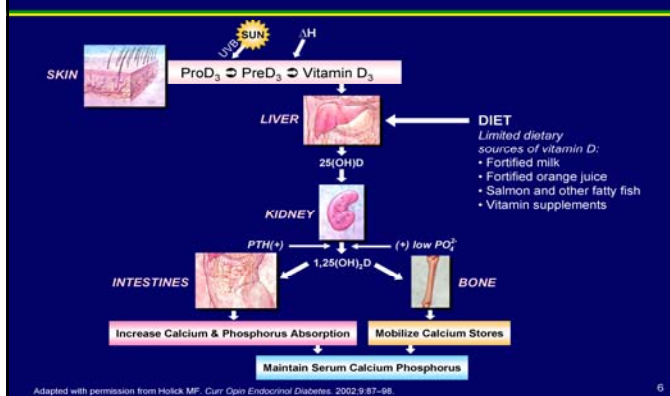 SUN
UVB
ΔH
SKIN
ProD₃ ➲ PreD₃ ➲ Vitamin D₃
LIVER
DIET
Limited dietary
sources of vitamin D:
• Fortified milk
• Fortified orange juice
• Salmon and other fatty fish
• Vitamin supplements
25(OH)D
KIDNEY
PTH(+)
(+) low PO₄²⁻
1,25(OH)₂D
INTESTINES
BONE
Increase Calcium & Phosphorus Absorption
Mobilize Calcium Stores
Maintain Serum Calcium Phosphorus
Adapted with permission from Holick MF. Curr Opin Endocrinol Diabetes. 2002;9:87–98.
6